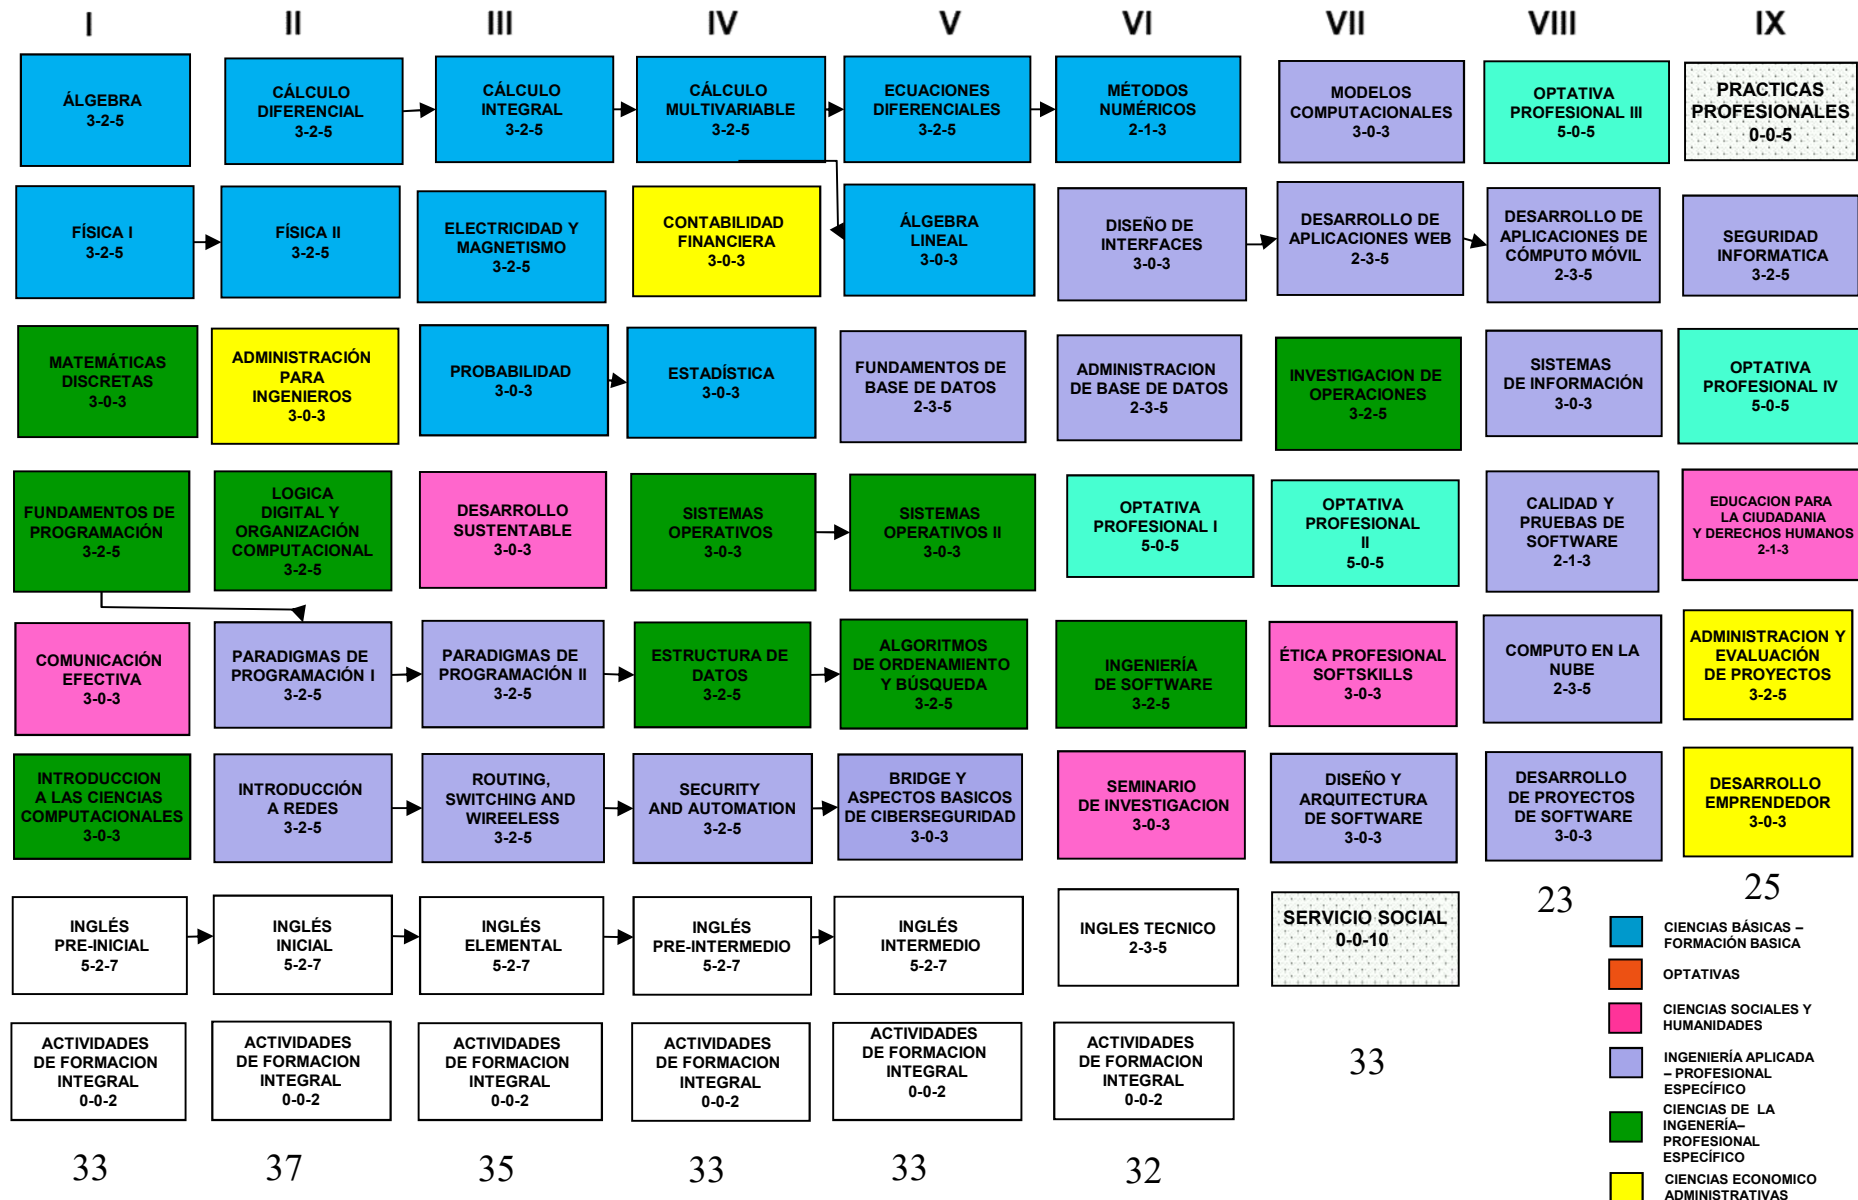 I II III IV V VI VII VIII IX
ÁLGEBRA
3-2-5
CÁLCULO
DIFERENCIAL
3-2-5
CÁLCULO
INTEGRAL
3-2-5
CÁLCULO
MULTIVARIABLE
3-2-5
ECUACIONES
DIFERENCIALES
3-2-5
MÉTODOS
NUMÉRICOS
2-1-3
MODELOS
COMPUTACIONALES
3-0-3
OPTATIVA
PROFESIONAL III
5-0-5
PRACTICAS
PROFESIONALES
0-0-5
FÍSICA I
3-2-5
FÍSICA II
3-2-5
ELECTRICIDAD Y
MAGNETISMO
3-2-5
CONTABILIDAD
FINANCIERA
3-0-3
ÁLGEBRA
LINEAL
3-0-3
DISEÑO DE
INTERFACES
3-0-3
DESARROLLO DE
APLICACIONES WEB
2-3-5
DESARROLLO DE
APLICACIONES DE
CÓMPUTO MÓVIL
2-3-5
SEGURIDAD
INFORMATICA
3-2-5
MATEMÁTICAS
DISCRETAS
3-0-3
ADMINISTRACIÓN
PARA
INGENIEROS
3-0-3
PROBABILIDAD
3-0-3
ESTADÍSTICA
3-0-3
FUNDAMENTOS DE
BASE DE DATOS
2-3-5
ADMINISTRACION
DE BASE DE DATOS
2-3-5
INVESTIGACION DE
OPERACIONES
3-2-5
SISTEMAS
DE INFORMACIÓN
3-0-3
OPTATIVA
PROFESIONAL IV
5-0-5
FUNDAMENTOS DE
PROGRAMACIÓN
3-2-5
LOGICA
DIGITAL Y
ORGANIZACIÓN
COMPUTACIONAL
3-2-5
DESARROLLO
SUSTENTABLE
3-0-3
SISTEMAS
OPERATIVOS
3-0-3
SISTEMAS
OPERATIVOS II
3-0-3
OPTATIVA
PROFESIONAL I
5-0-5
OPTATIVA
PROFESIONAL
II
5-0-5
CALIDAD Y
PRUEBAS DE
SOFTWARE
2-1-3
EDUCACION PARA
LA CIUDADANIA
Y DERECHOS HUMANOS
2-1-3
COMUNICACIÓN
EFECTIVA
3-0-3
PARADIGMAS DE
PROGRAMACIÓN I
3-2-5
PARADIGMAS DE
PROGRAMACIÓN II
3-2-5
ESTRUCTURA DE
DATOS
3-2-5
ALGORITMOS
DE ORDENAMIENTO
Y BÚSQUEDA
3-2-5
INGENIERÍA
DE SOFTWARE
3-2-5
ÉTICA PROFESIONAL
SOFTSKILLS
3-0-3
COMPUTO EN LA
NUBE
2-3-5
ADMINISTRACION Y
EVALUACIÓN
DE PROYECTOS
3-2-5
INTRODUCCION
A LAS CIENCIAS
COMPUTACIONALES
3-0-3
INTRODUCCIÓN
A REDES
3-2-5
ROUTING,
SWITCHING AND
WIREELESS
3-2-5
SECURITY
AND AUTOMATION
3-2-5
BRIDGE Y
ASPECTOS BASICOS
DE CIBERSEGURIDAD
3-0-3
SEMINARIO
DE INVESTIGACION
3-0-3
DISEÑO Y
ARQUITECTURA
DE SOFTWARE
3-0-3
DESARROLLO
DE PROYECTOS
DE SOFTWARE
3-0-3
DESARROLLO
EMPRENDEDOR
3-0-3
INGLÉS
PRE-INICIAL
5-2-7
INGLÉS
INICIAL
5-2-7
INGLÉS
ELEMENTAL
5-2-7
INGLÉS
PRE-INTERMEDIO
5-2-7
INGLÉS
INTERMEDIO
5-2-7
INGLES TECNICO
2-3-5
SERVICIO SOCIAL
0-0-10
23
25
ACTIVIDADES
DE FORMACION
INTEGRAL
0-0-2
ACTIVIDADES
DE FORMACION
INTEGRAL
0-0-2
ACTIVIDADES
DE FORMACION
INTEGRAL
0-0-2
ACTIVIDADES
DE FORMACION
INTEGRAL
0-0-2
ACTIVIDADES
DE FORMACION
INTEGRAL
0-0-2
ACTIVIDADES
DE FORMACION
INTEGRAL
0-0-2
33
33 37 35 33 33 32
CIENCIAS BÁSICAS –
FORMACIÓN BASICA
OPTATIVAS
CIENCIAS SOCIALES Y
HUMANIDADES
INGENIERÍA APLICADA
– PROFESIONAL
ESPECÍFICO
CIENCIAS DE LA
INGENERÍA–
PROFESIONAL
ESPECÍFICO
CIENCIAS ECONOMICO
ADMINISTRATIVAS